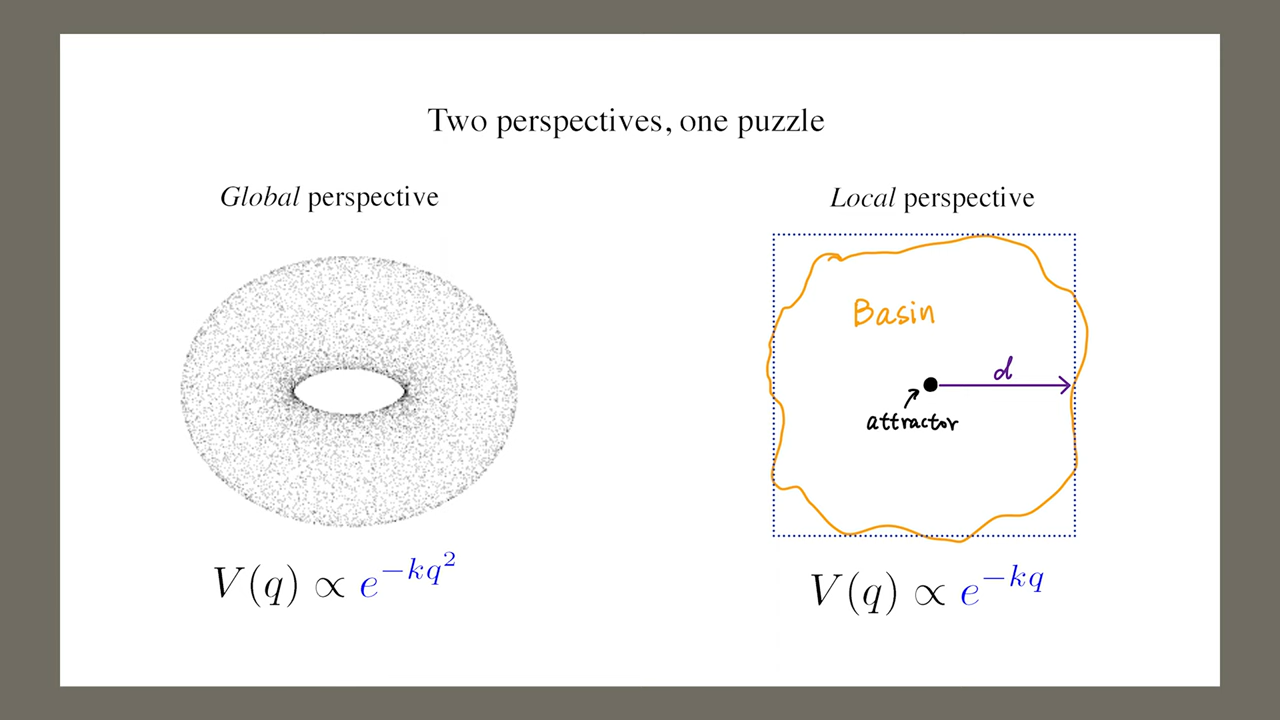 Two perspectives, one puzzle
Global perspective
Local perspective
Basin
d
attractor
V(q) ∝ e^{-kq^2}
V(q) ∝ e^{-kq}